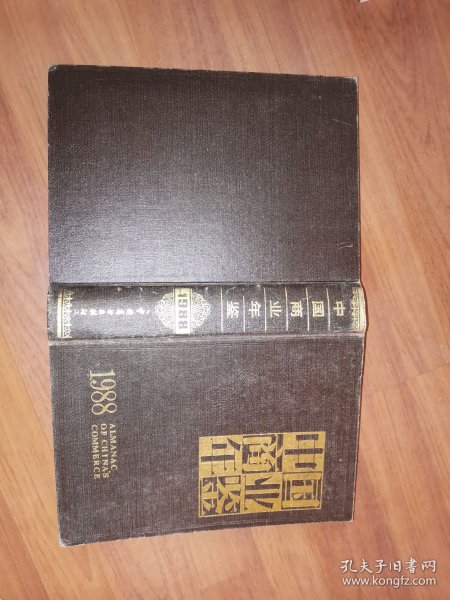 中国商业年鉴
1988
中国
商业
年鉴
1988
ALMANAC
OF CHINA'S
COMMERCE
孔夫子旧书网
www.kongfz.com